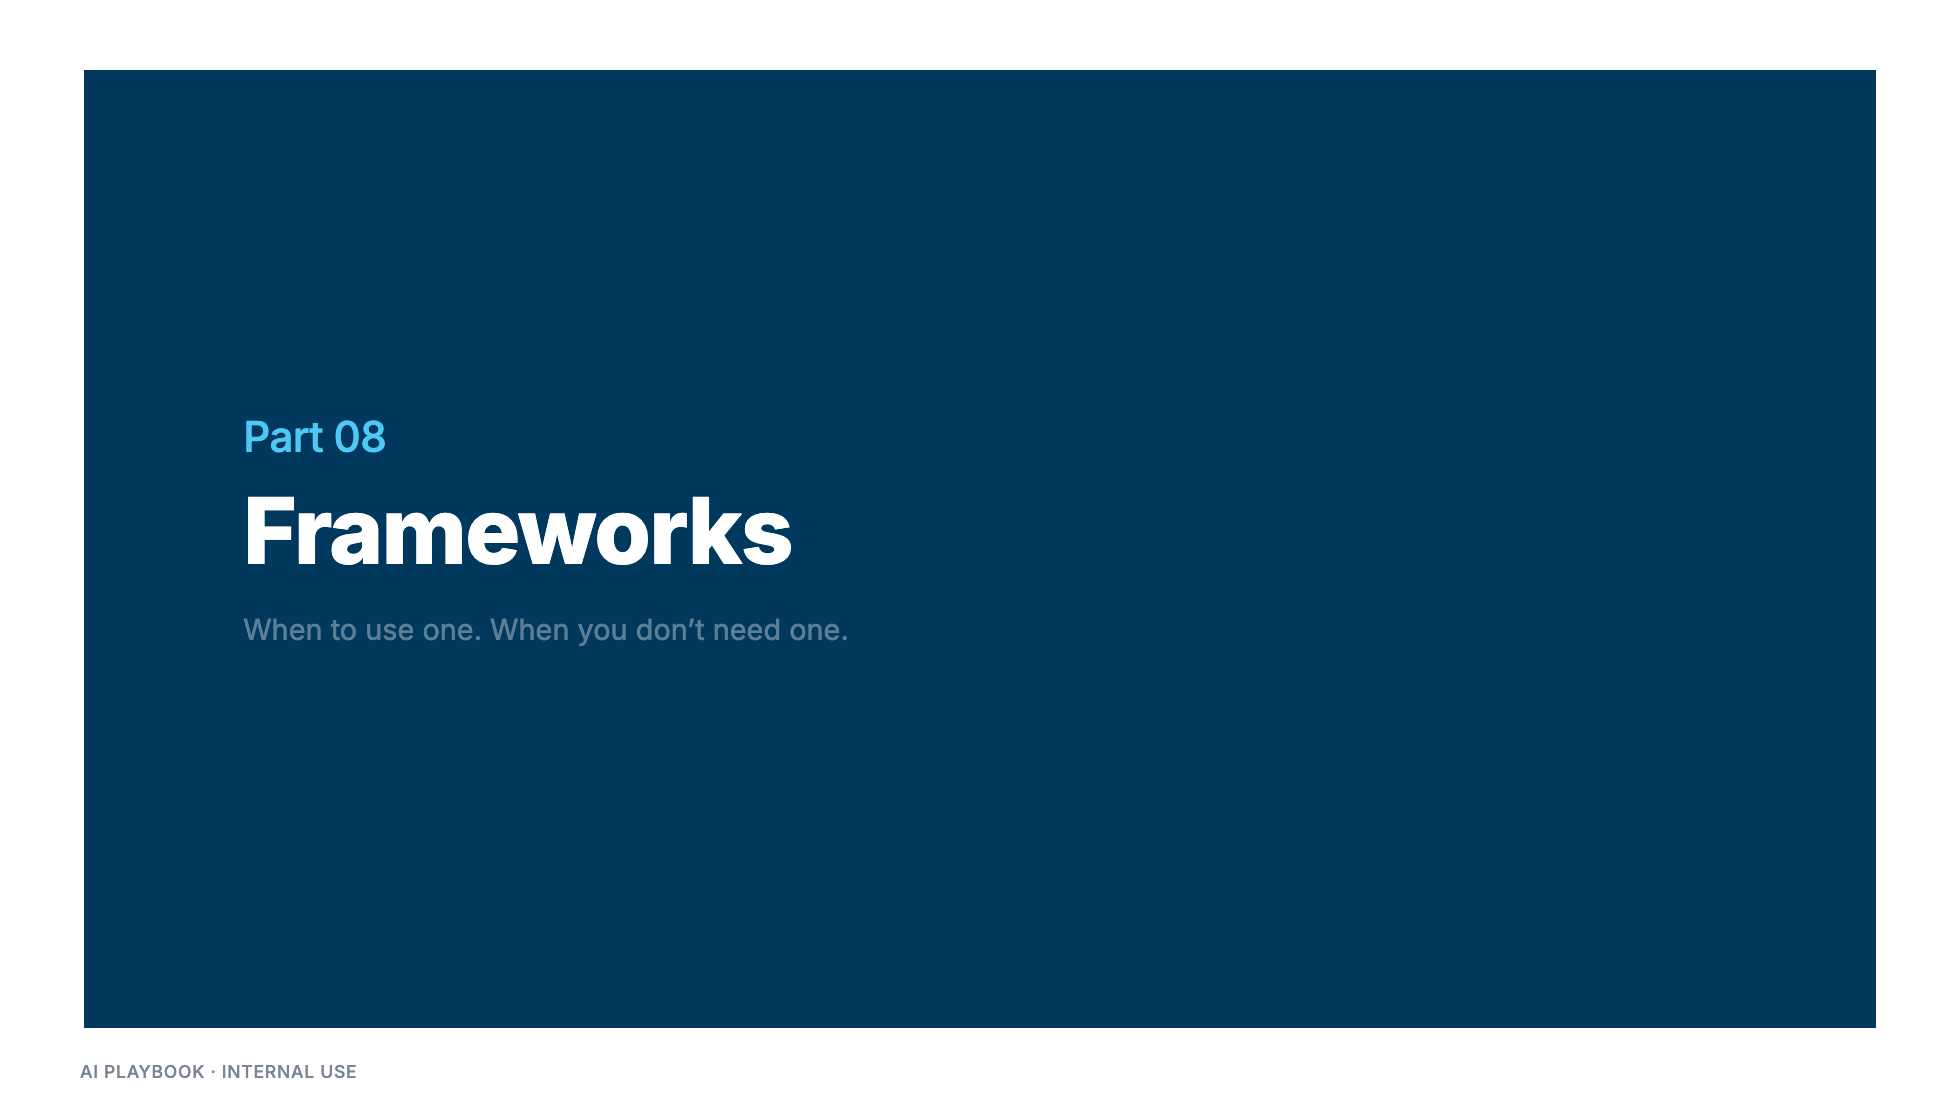 Part 08
Frameworks
When to use one. When you don’t need one.
AI PLAYBOOK · INTERNAL USE